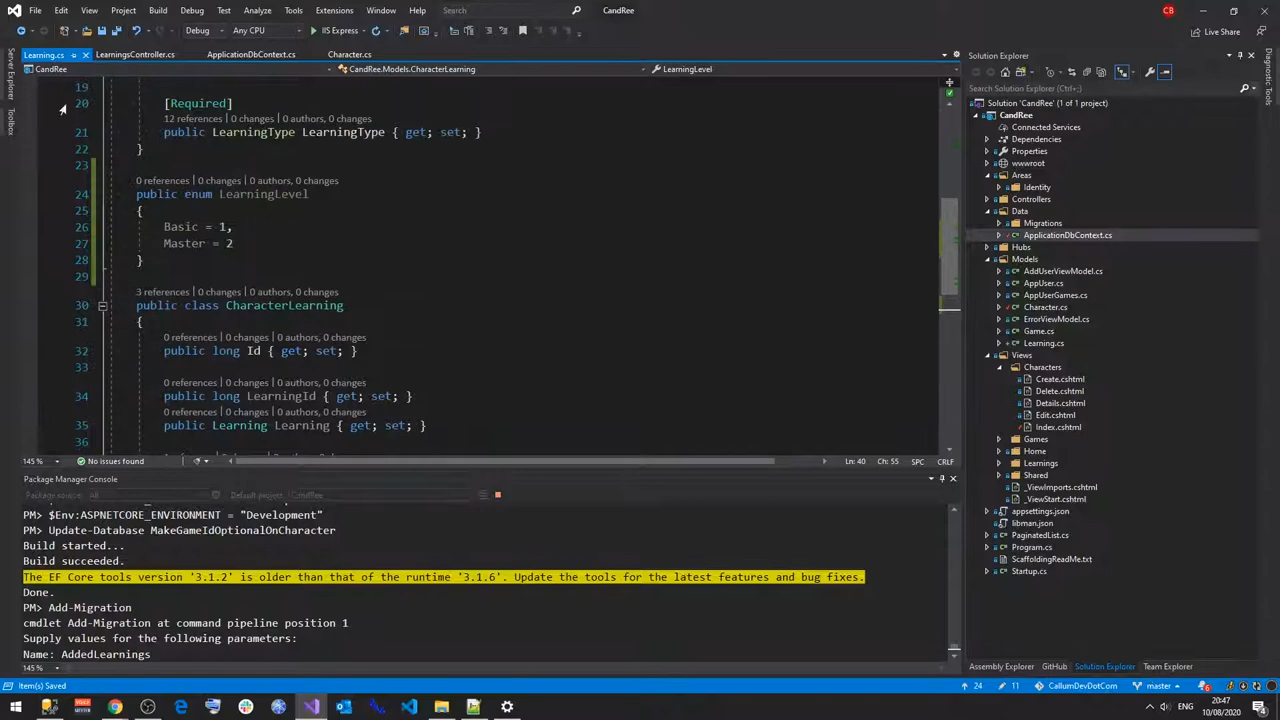 File Edit View Project Build Debug Test Analyze Tools Extensions Window Help Search CandRee CB
Debug Any CPU IIS Express Live Share
Learning.cs LearningsController.cs ApplicationDbContext.cs Character.cs
CandRee CandRee.Models.CharacterLearning LearningLevel
Server Explorer
Toolbox
19
20 [Required]
12 references | 0 changes | 0 authors, 0 changes
21 public LearningType LearningType { get; set; }
22 }
23
0 references | 0 changes | 0 authors, 0 changes
24 public enum LearningLevel
25 {
26 Basic = 1,
27 Master = 2
28 }
29
3 references | 0 changes | 0 authors, 0 changes
30 public class CharacterLearning
31 {
0 references | 0 changes | 0 authors, 0 changes
32 public long Id { get; set; }
33
0 references | 0 changes | 0 authors, 0 changes
34 public long LearningId { get; set; }
0 references | 0 changes | 0 authors, 0 changes
35 public Learning Learning { get; set; }
36
145 % No issues found Ln: 40 Ch: 55 SPC CRLF
Package Manager Console
Package source: All Default project: CandRee
PM> $Env:ASPNETCORE_ENVIRONMENT = "Development"
PM> Update-Database MakeGameIdOptionalOnCharacter
Build started...
Build succeeded.
The EF Core tools version '3.1.2' is older than that of the runtime '3.1.6'. Update the tools for the latest features and bug fixes.
Done.
PM> Add-Migration
cmdlet Add-Migration at command pipeline position 1
Supply values for the following parameters:
Name: AddedLearnings
145 %
Solution Explorer
Search Solution Explorer (Ctrl+;)
Solution 'CandRee' (1 of 1 project)
CandRee
Connected Services
Dependencies
Properties
wwwroot
Areas
Identity
Controllers
Data
Migrations
ApplicationDbContext.cs
Hubs
Models
AddUserViewModel.cs
AppUser.cs
AppUserGames.cs
Character.cs
ErrorViewModel.cs
Game.cs
Learning.cs
Views
Characters
Create.cshtml
Delete.cshtml
Details.cshtml
Edit.cshtml
Index.cshtml
Games
Home
Learnings
Shared
_ViewImports.cshtml
_ViewStart.cshtml
appsettings.json
libman.json
PaginatedList.cs
Program.cs
ScaffoldingReadMe.txt
Startup.cs
Assembly Explorer GitHub Solution Explorer Team Explorer
Diagnostic Tools
Item(s) Saved 24 11 CallumDevDotCom master 6
ENG 20:47
10/08/2020